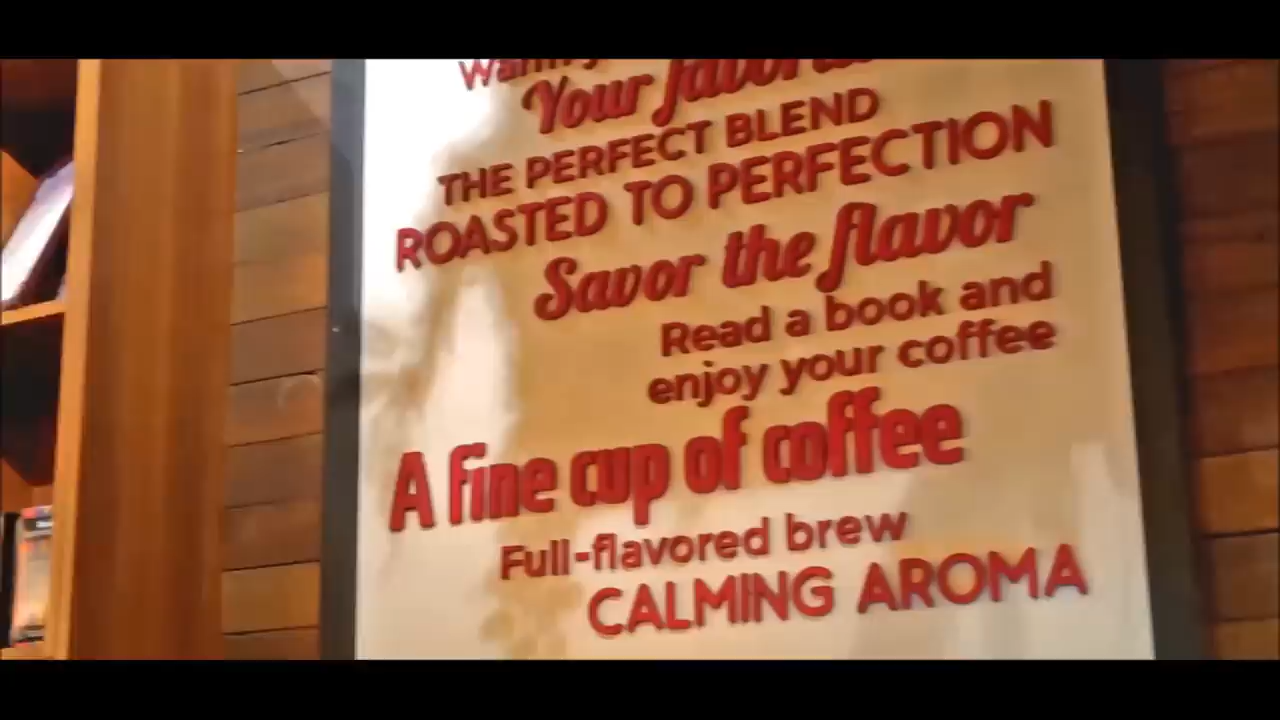 Your
THE PERFECT BLEND
ROASTED TO PERFECTION
Savor the flavor
Read a book and
enjoy your coffee
A fine cup of coffee
Full-flavored brew
CALMING AROMA